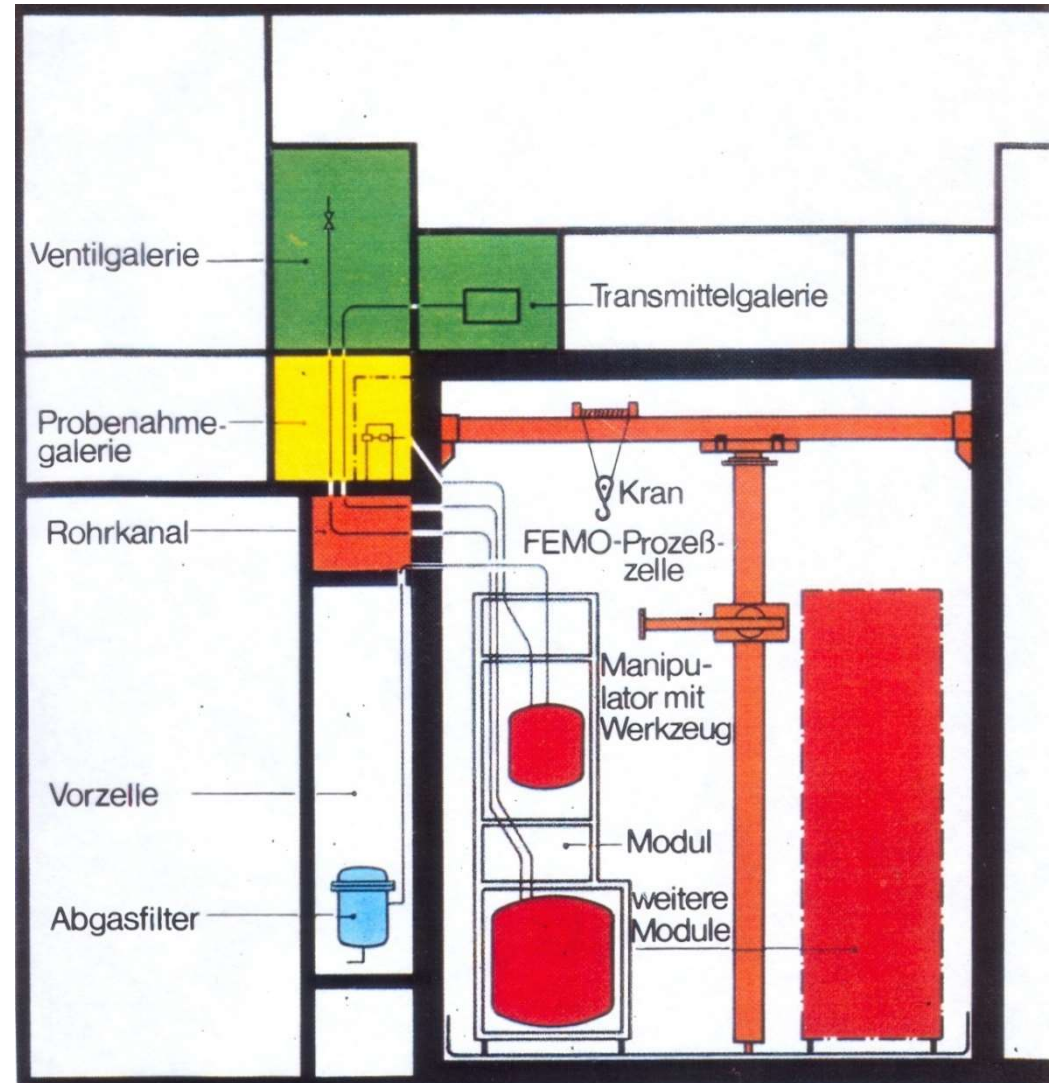 Ventilgalerie
Transmittelgalerie
Probenahme-
galerie
Kran
Rohrkanal
FEMO-Prozeß-
zelle
Manipu-
lator mit
Werkzeug
Vorzelle
Modul
weitere
Module
Abgasfilter